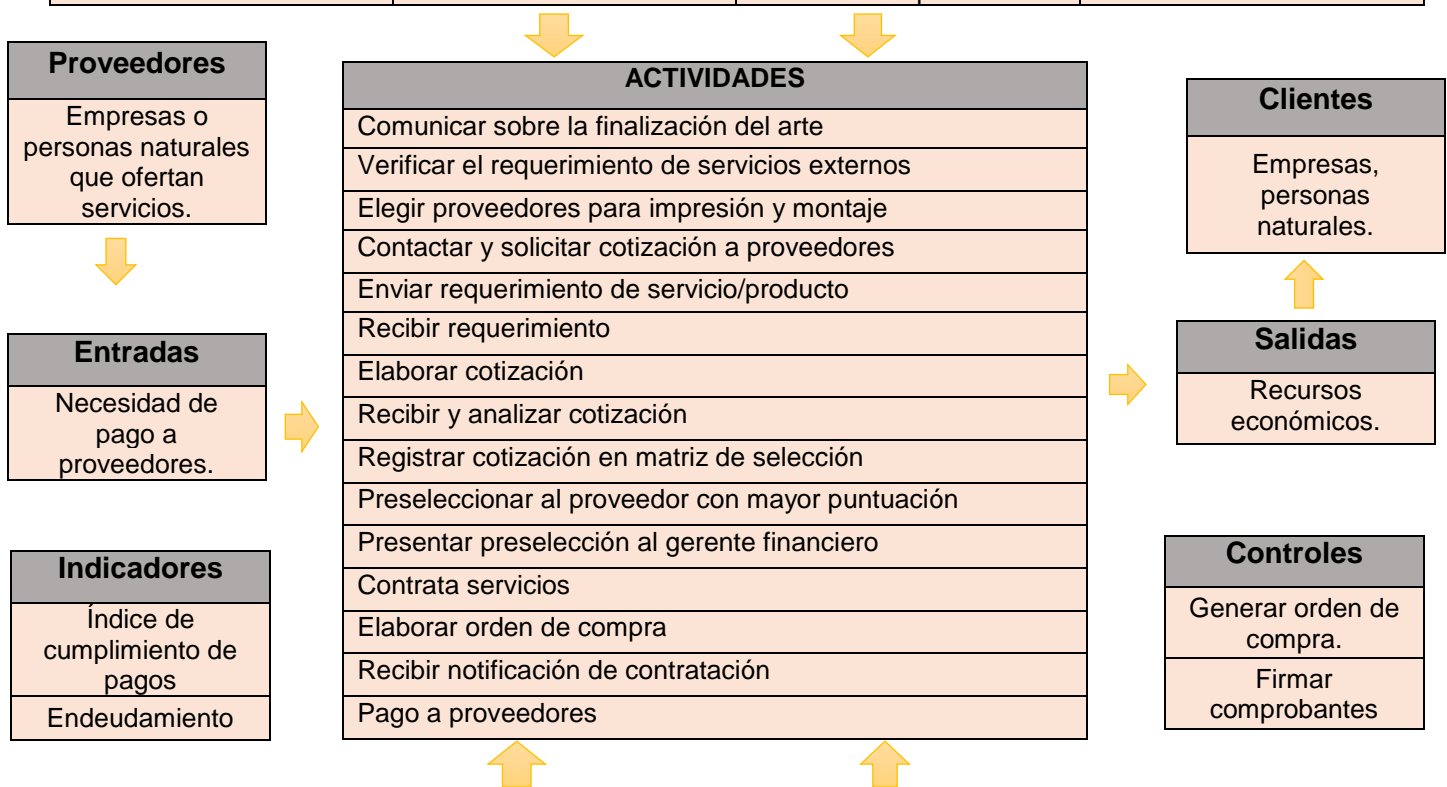 Proveedores
Empresas o
personas naturales
que ofertan
servicios.
Entradas
Necesidad de
pago a
proveedores.
Indicadores
Índice de
cumplimiento de
pagos
Endeudamiento
ACTIVIDADES
Comunicar sobre la finalización del arte
Verificar el requerimiento de servicios externos
Elegir proveedores para impresión y montaje
Contactar y solicitar cotización a proveedores
Enviar requerimiento de servicio/producto
Recibir requerimiento
Elaborar cotización
Recibir y analizar cotización
Registrar cotización en matriz de selección
Preseleccionar al proveedor con mayor puntuación
Presentar preselección al gerente financiero
Contrata servicios
Elaborar orden de compra
Recibir notificación de contratación
Pago a proveedores
Clientes
Empresas,
personas
naturales.
Salidas
Recursos
económicos.
Controles
Generar orden de
compra.
Firmar
comprobantes